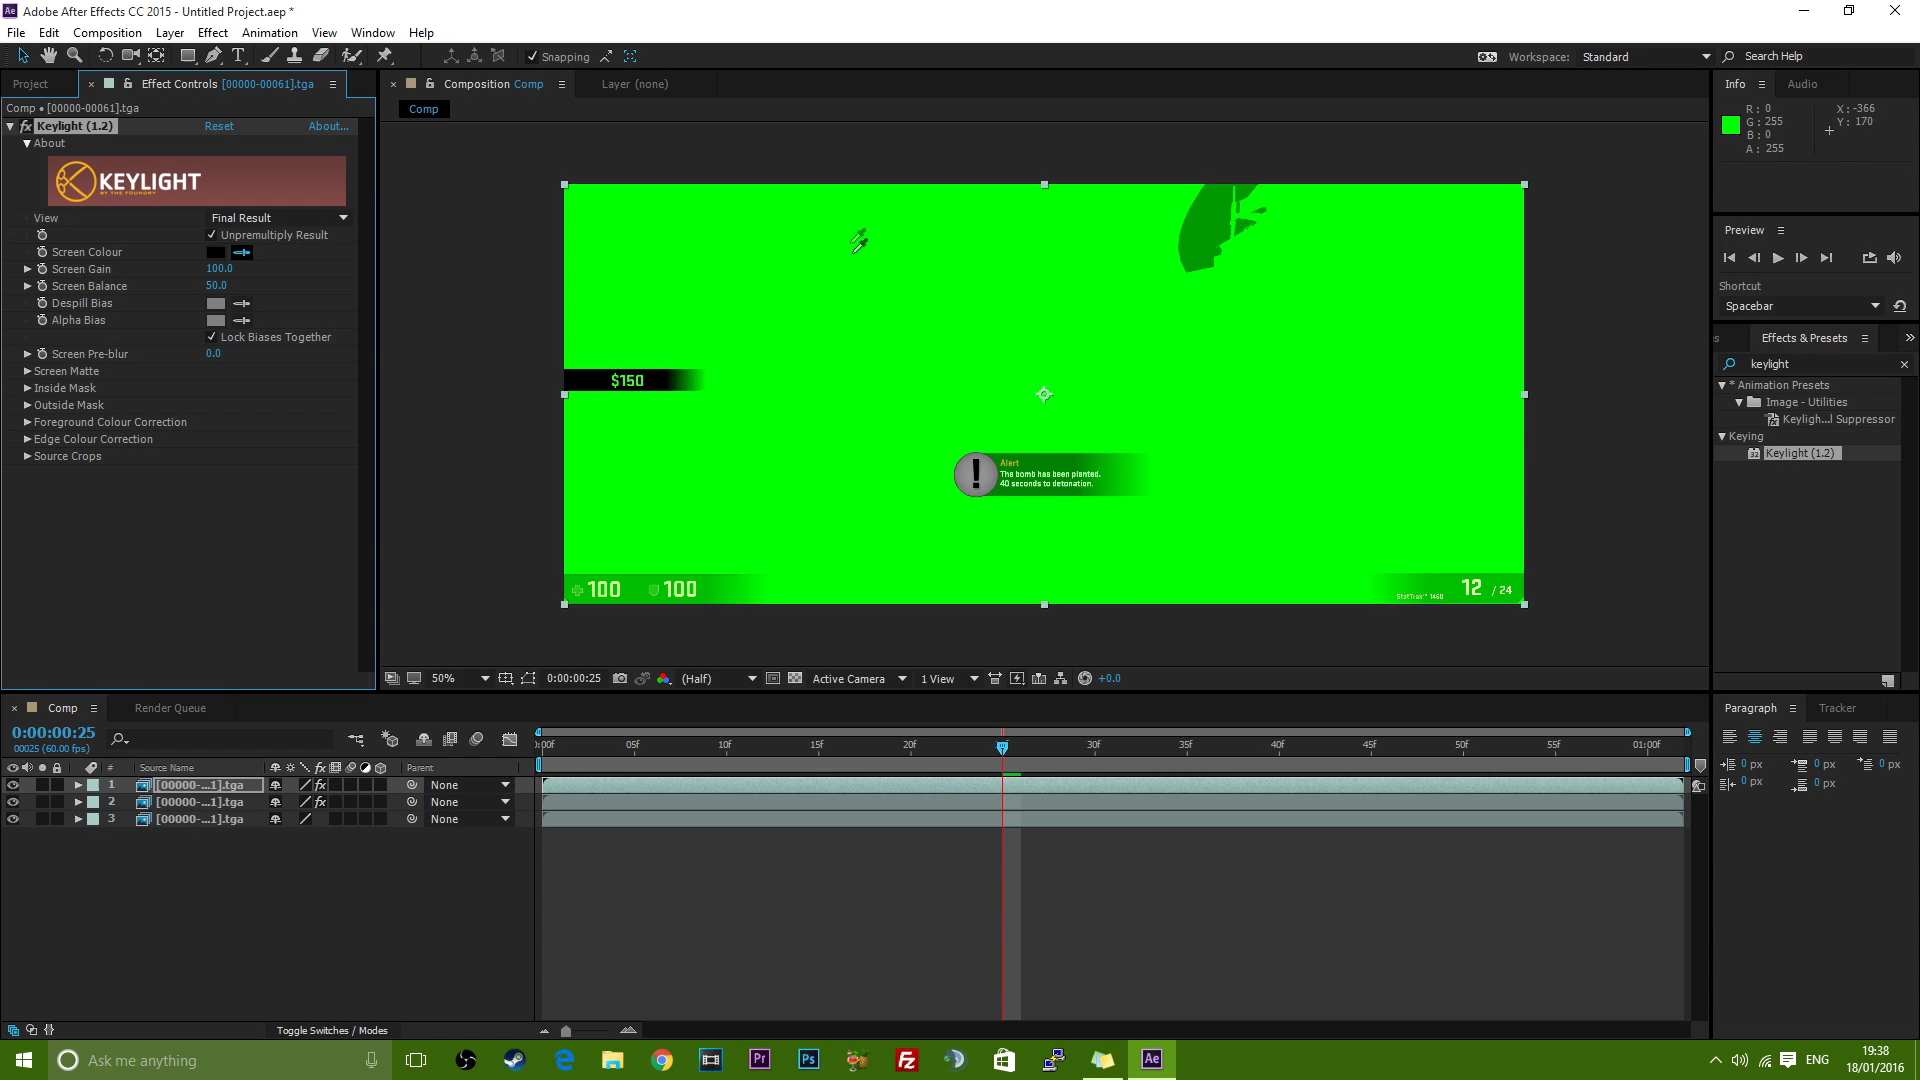 Adobe After Effects CC 2015 - Untitled Project.aep *
File Edit Composition Layer Effect Animation View Window Help
Snapping
Workspace: Standard
Search Help
Project
Effect Controls [00000-00061].tga
Comp • [00000-00061].tga
fx Keylight (1.2) Reset About...
About
KEYLIGHT
BY THE FOUNDRY
View Final Result
Unpremultiply Result
Screen Colour
Screen Gain 100.0
Screen Balance 50.0
Despill Bias
Alpha Bias
Lock Biases Together
Screen Pre-blur 0.0
Screen Matte
Inside Mask
Outside Mask
Foreground Colour Correction
Edge Colour Correction
Source Crops
Composition Comp
Layer (none)
Comp
$150
Alert
The bomb has been planted.
40 seconds to detonation.
100 100
StatTrak™ 1460 12 / 24
50% 0:00:00:25 (Half) Active Camera 1 View +0.0
Info Audio
R: 0 X: -366
G: 255 Y: 170
B: 0
A: 255
Preview
Shortcut
Spacebar
s Effects & Presets
keylight
* Animation Presets
Image - Utilities
Keyligh...l Suppressor
Keying
Keylight (1.2)
Comp Render Queue
0:00:00:25
00025 (60.00 fps)
# Source Name fx Parent
:00f 05f 10f 15f 20f 30f 35f 40f 45f 50f 55f 01:00f
1 [00000-...1].tga fx None
2 [00000-...1].tga fx None
3 [00000-...1].tga None
Toggle Switches / Modes
Paragraph Tracker
0 px 0 px 0 px
0 px 0 px
Ask me anything
Pr
Ps
Fz
Ae
ENG
19:38
18/01/2016